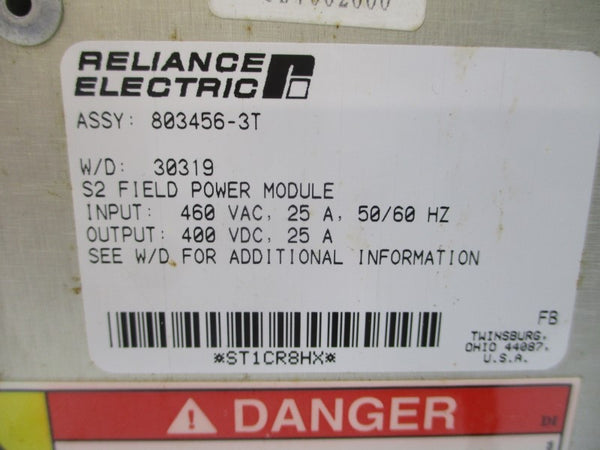 RELIANCE
ELECTRIC
ASSY: 803456-3T
W/D: 30319
S2 FIELD POWER MODULE
INPUT: 460 VAC, 25 A, 50/60 HZ
OUTPUT: 400 VDC, 25 A
SEE W/D FOR ADDITIONAL INFORMATION
FB
*ST1CR8HX*
TWINSBURG,
OHIO 44087.
U.S.A.
DANGER